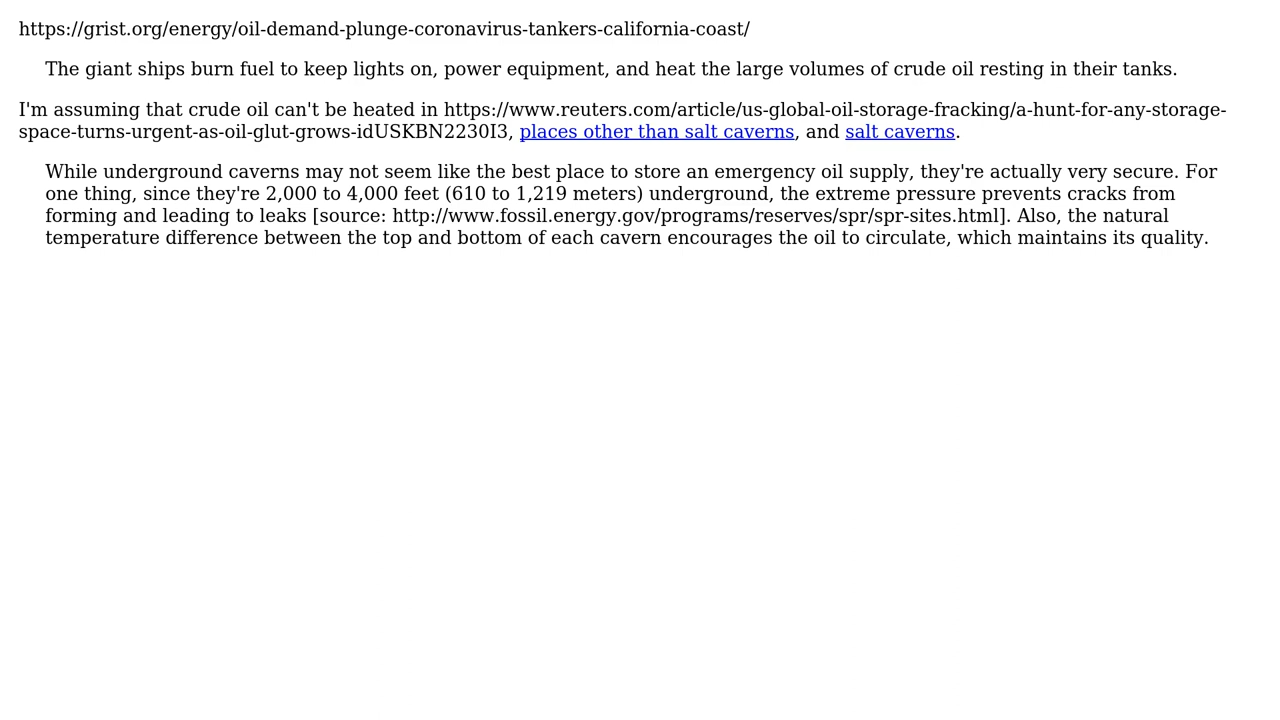 https://grist.org/energy/oil-demand-plunge-coronavirus-tankers-california-coast/
The giant ships burn fuel to keep lights on, power equipment, and heat the large volumes of crude oil resting in their tanks.
I'm assuming that crude oil can't be heated in https://www.reuters.com/article/us-global-oil-storage-fracking/a-hunt-for-any-storage-
space-turns-urgent-as-oil-glut-grows-idUSKBN2230I3, places other than salt caverns, and salt caverns.
While underground caverns may not seem like the best place to store an emergency oil supply, they're actually very secure. For
one thing, since they're 2,000 to 4,000 feet (610 to 1,219 meters) underground, the extreme pressure prevents cracks from
forming and leading to leaks [source: http://www.fossil.energy.gov/programs/reserves/spr/spr-sites.html]. Also, the natural
temperature difference between the top and bottom of each cavern encourages the oil to circulate, which maintains its quality.